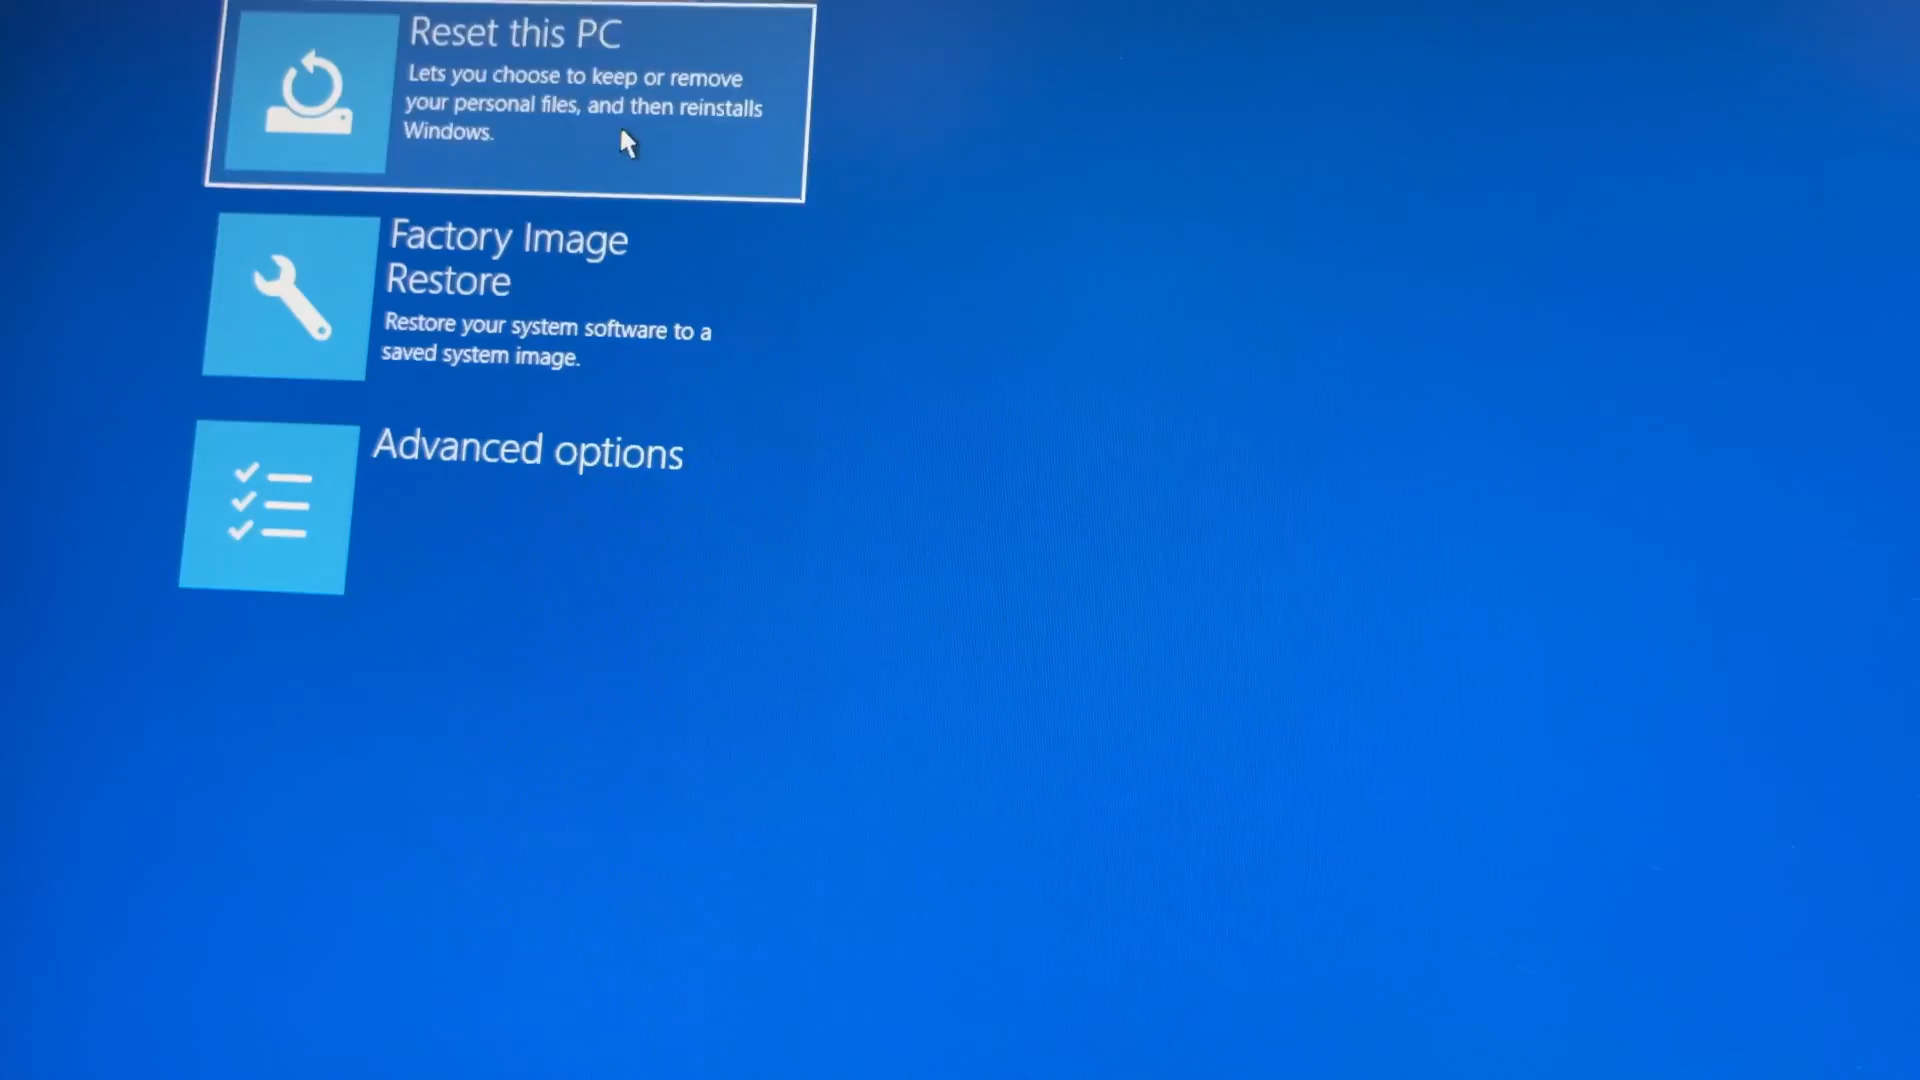 Reset this PC
Lets you choose to keep or remove
your personal files, and then reinstalls
Windows.
Factory Image
Restore
Restore your system software to a
saved system image.
Advanced options